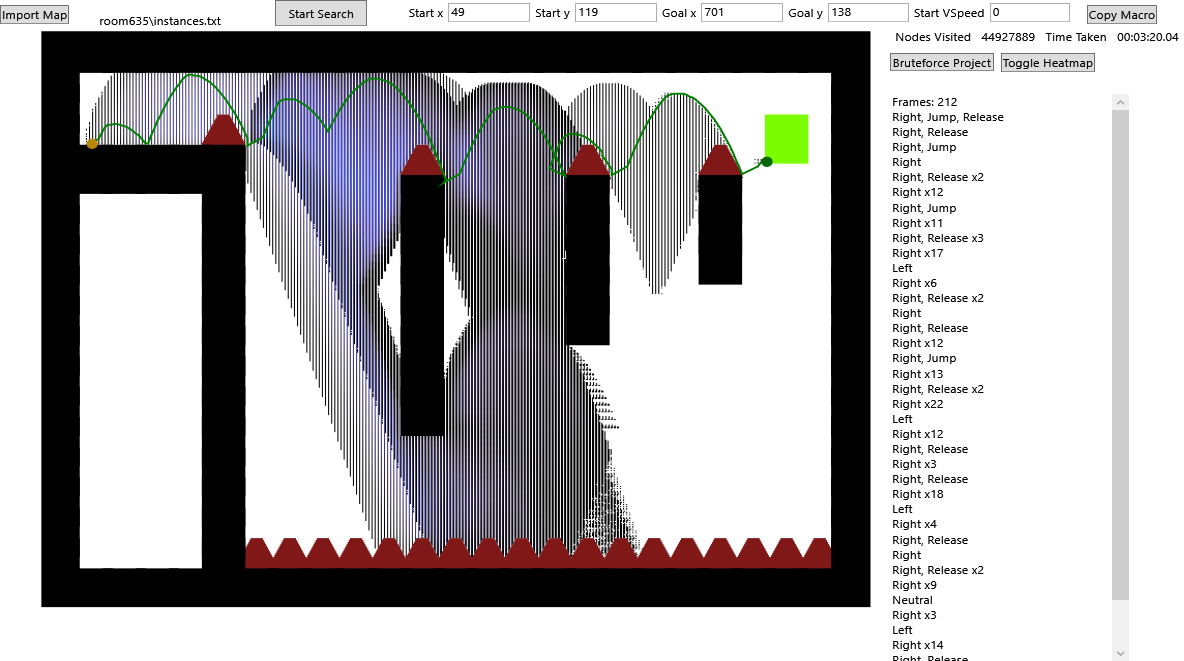 Import Map
room635\instances.txt
Start Search
Start x 49 Start y 119 Goal x 701 Goal y 138 Start VSpeed 0
Copy Macro
Nodes Visited 44927889 Time Taken 00:03:20.04
Bruteforce Project Toggle Heatmap
Frames: 212
Right, Jump, Release
Right, Release
Right, Jump
Right
Right, Release x2
Right x12
Right, Jump
Right x11
Right, Release x3
Right x17
Left
Right x6
Right, Release x2
Right
Right, Release
Right x12
Right, Jump
Right x13
Right, Release x2
Right x22
Left
Right x12
Right, Release
Right x3
Right, Release
Right x18
Left
Right x4
Right, Release
Right
Right, Release x2
Right x9
Neutral
Right x3
Left
Right x14
Right, Release